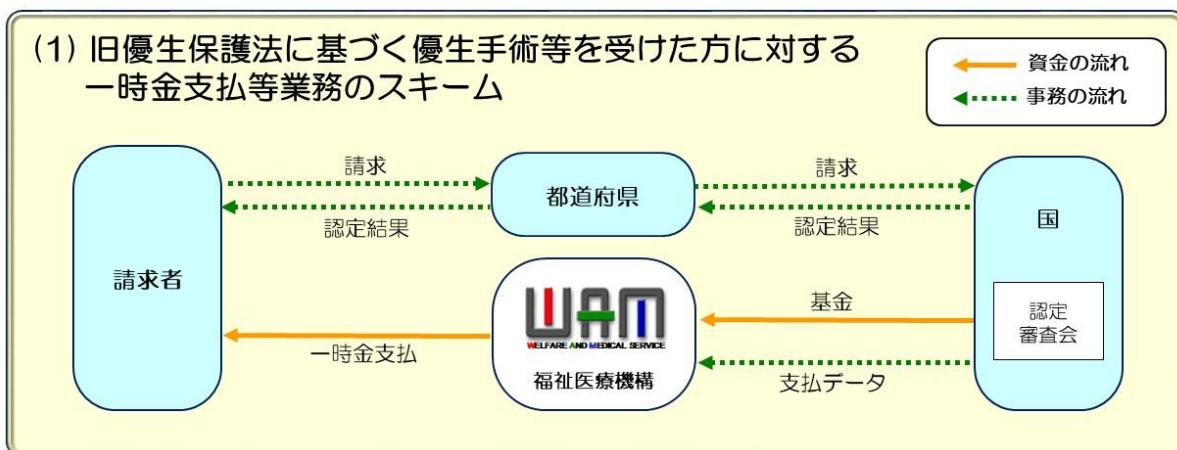 (1) 旧優生保護法に基づく優生手術等を受けた方に対する
一時金支払等業務のスキーム
資金の流れ
事務の流れ
請求
都道府県
請求
認定結果
認定結果
国
請求者
WAM
WELFARE AND MEDICAL SERVICE
福祉医療機構
基金
認定
審査会
一時金支払
支払データ